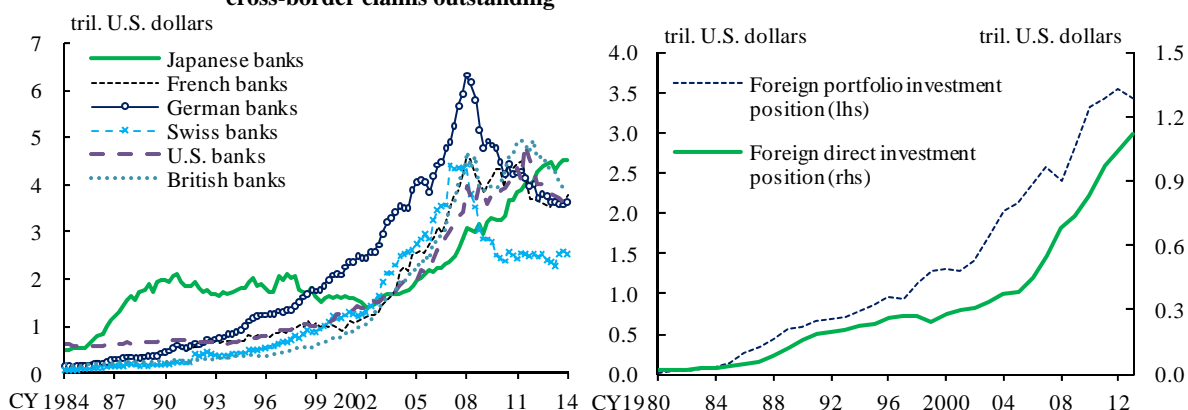 cross-border claims outstanding
tril. U.S. dollars
7
6
5
4
3
2
1
0
Japanese banks
French banks
German banks
Swiss banks
U.S. banks
British banks
CY 1984 87 90 93 96 99 2002 05 08 11 14
tril. U.S. dollars
tril. U.S. dollars
4.0
3.5
3.0
2.5
2.0
1.5
1.0
0.5
0.0
Foreign portfolio investment
position (lhs)
Foreign direct investment
position (rhs)
1.5
1.2
0.9
0.6
0.3
0.0
CY1980 84 88 92 96 2000 04 08 12